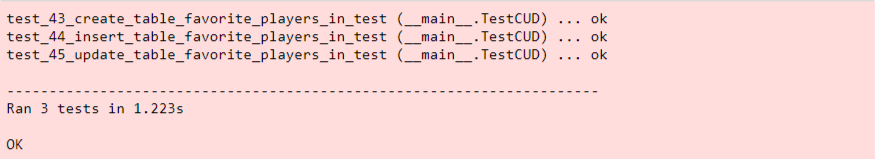 test_43_create_table_favorite_players_in_test (__main__.TestCUD) ... ok
test_44_insert_table_favorite_players_in_test (__main__.TestCUD) ... ok
test_45_update_table_favorite_players_in_test (__main__.TestCUD) ... ok
----------------------------------------------------------------------
Ran 3 tests in 1.223s
OK